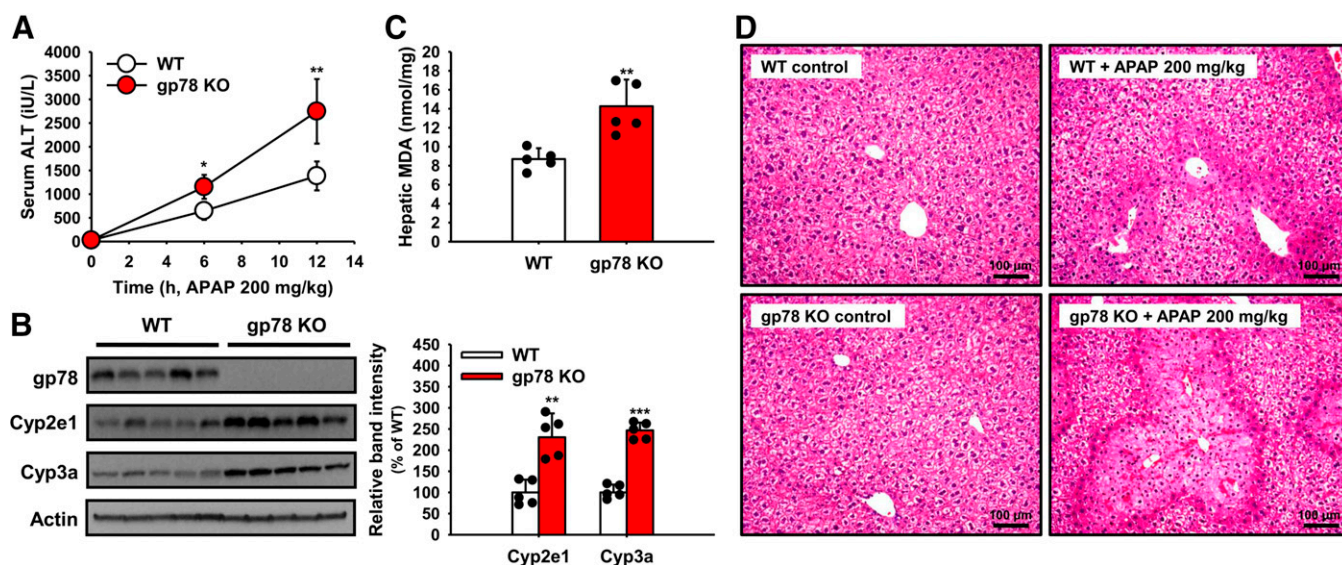 A
Serum ALT (iU/L)
4000
3500
3000
2500
2000
1500
1000
500
0
WT
gp78 KO
*
**
0 2 4 6 8 10 12 14
Time (h, APAP 200 mg/kg)
B
WT gp78 KO
gp78
Cyp2e1
Cyp3a
Actin
Relative band intensity
(% of WT)
450
400
350
300
250
200
150
100
50
0
WT
gp78 KO
**
***
Cyp2e1 Cyp3a
C
Hepatic MDA (nmol/mg)
20
18
16
14
12
10
8
6
4
2
0
**
WT gp78 KO
D
WT control
100 μm
WT + APAP 200 mg/kg
100 μm
gp78 KO control
100 μm
gp78 KO + APAP 200 mg/kg
100 μm